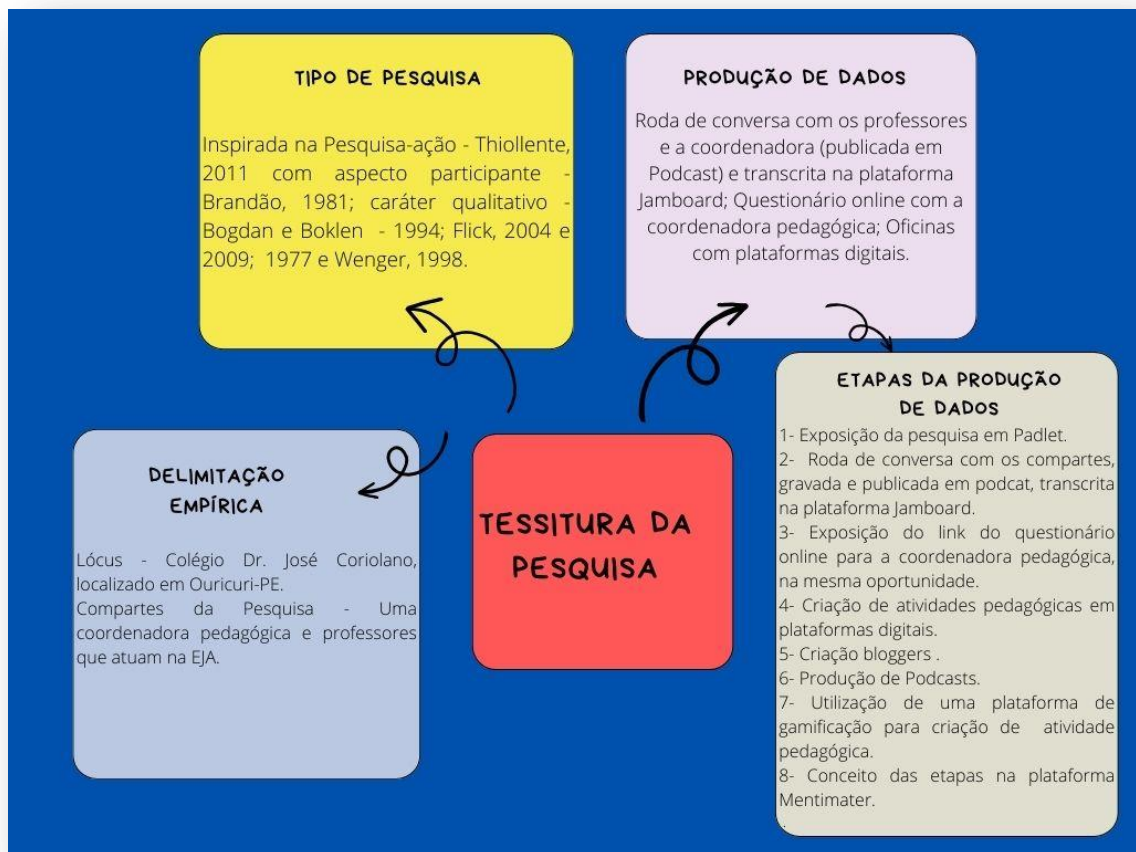 TIPO DE PESQUISA
Inspirada na Pesquisa-ação - Thiollente,
2011 com aspecto participante -
Brandão, 1981; caráter qualitativo -
Bogdan e Boklen - 1994; Flick, 2004 e
2009; 1977 e Wenger, 1998.
PRODUÇÃO DE DADOS
Roda de conversa com os professores
e a coordenadora (publicada em
Podcast) e transcrita na plataforma
Jamboard; Questionário online com a
coordenadora pedagógica; Oficinas
com plataformas digitais.
ETAPAS DA PRODUÇÃO
DE DADOS
1- Exposição da pesquisa em Padlet.
2- Roda de conversa com os compartes,
gravada e publicada em podcat, transcrita
na plataforma Jamboard.
3- Exposição do link do questionário
online para a coordenadora pedagógica,
na mesma oportunidade.
4- Criação de atividades pedagógicas em
plataformas digitais.
5- Criação bloggers .
6- Produção de Podcasts.
7- Utilização de uma plataforma de
gamificação para criação de atividade
pedagógica.
8- Conceito das etapas na plataforma
Mentimater.
.
DELIMITAÇÃO
EMPÍRICA
Lócus - Colégio Dr. José Coriolano,
localizado em Ouricuri-PE.
Compartes da Pesquisa - Uma
coordenadora pedagógica e professores
que atuam na EJA.
TESSITURA DA
PESQUISA